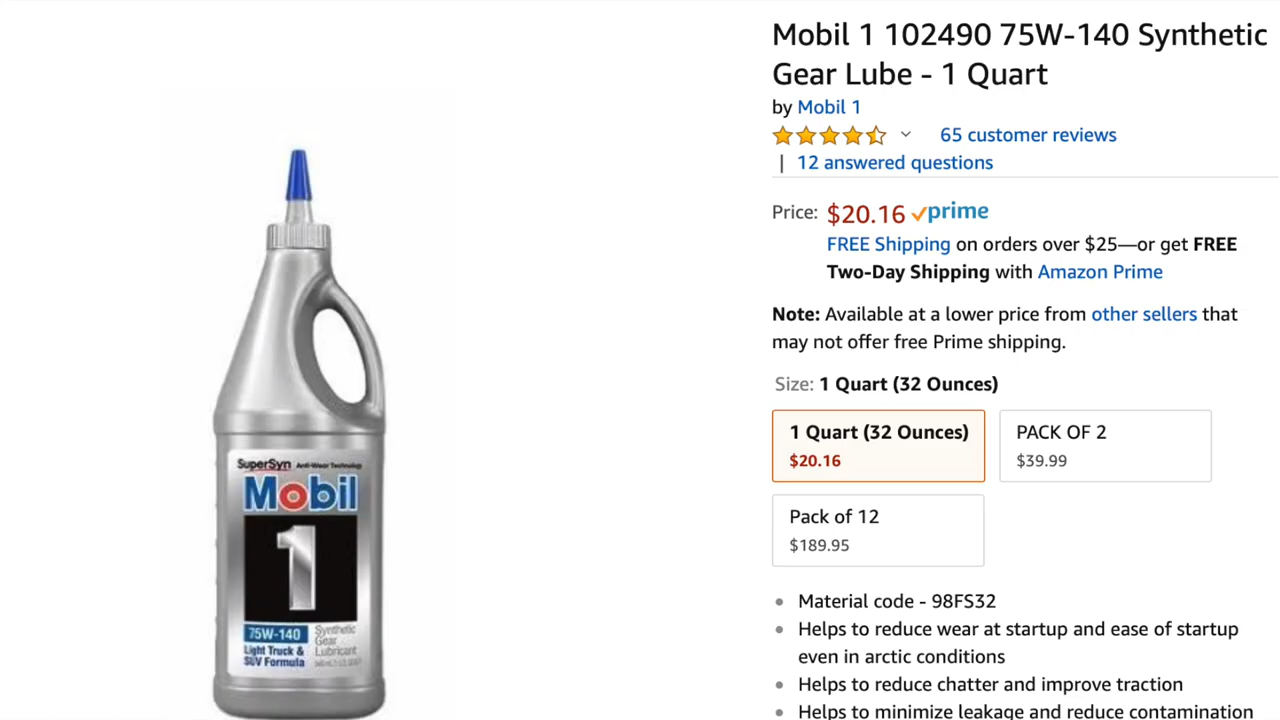 Mobil 1 102490 75W-140 Synthetic
Gear Lube - 1 Quart
by Mobil 1
65 customer reviews
| 12 answered questions
Price: $20.16 prime
FREE Shipping on orders over $25—or get FREE
Two-Day Shipping with Amazon Prime
Note: Available at a lower price from other sellers that
may not offer free Prime shipping.
Size: 1 Quart (32 Ounces)
1 Quart (32 Ounces)
$20.16
PACK OF 2
$39.99
Pack of 12
$189.95
• Material code - 98FS32
• Helps to reduce wear at startup and ease of startup
even in arctic conditions
• Helps to reduce chatter and improve traction
• Helps to minimize leakage and reduce contamination
SuperSyn Anti-Wear Technology
Mobil
1
75W-140
Light Truck &
SUV Formula
Synthetic
Gear
Lubricant